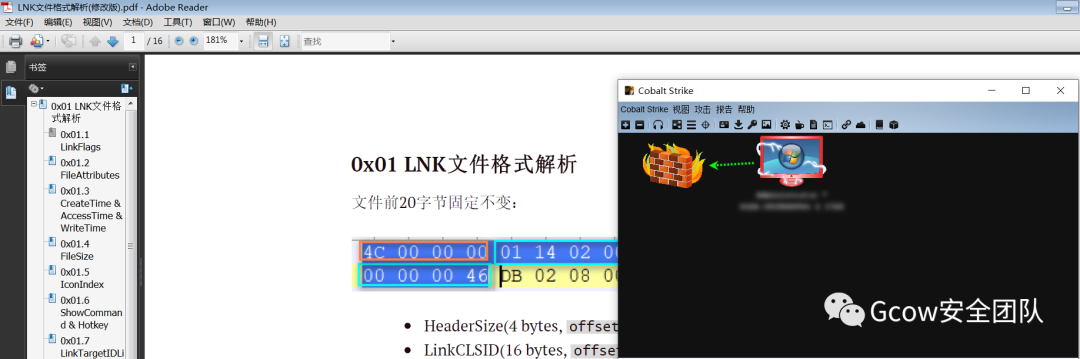 LNK文件格式解析(修改版).pdf - Adobe Reader
文件(F) 编辑(E) 视图(V) 文档(D) 工具(T) 窗口(W) 帮助(H)
1 / 16 181% 查找
书签
0x01 LNK文件格
式解析
0x01.1
LinkFlags
0x01.2
FileAttributes
0x01.3
CreateTime &
AccessTime &
WriteTime
0x01.4
FileSize
0x01.5
IconIndex
0x01.6
ShowComman
d & Hotkey
0x01.7
LinkTargetIDLi
0x01 LNK文件格式解析
文件前20字节固定不变：
4C 00 00 00 01 14 02 00
00 00 00 46 DB 02 08 00
HeaderSize(4 bytes, offset
LinkCLSID(16 bytes, offse
Cobalt Strike
Cobalt Strike 视图 攻击 报告 帮助
Gcow安全团队